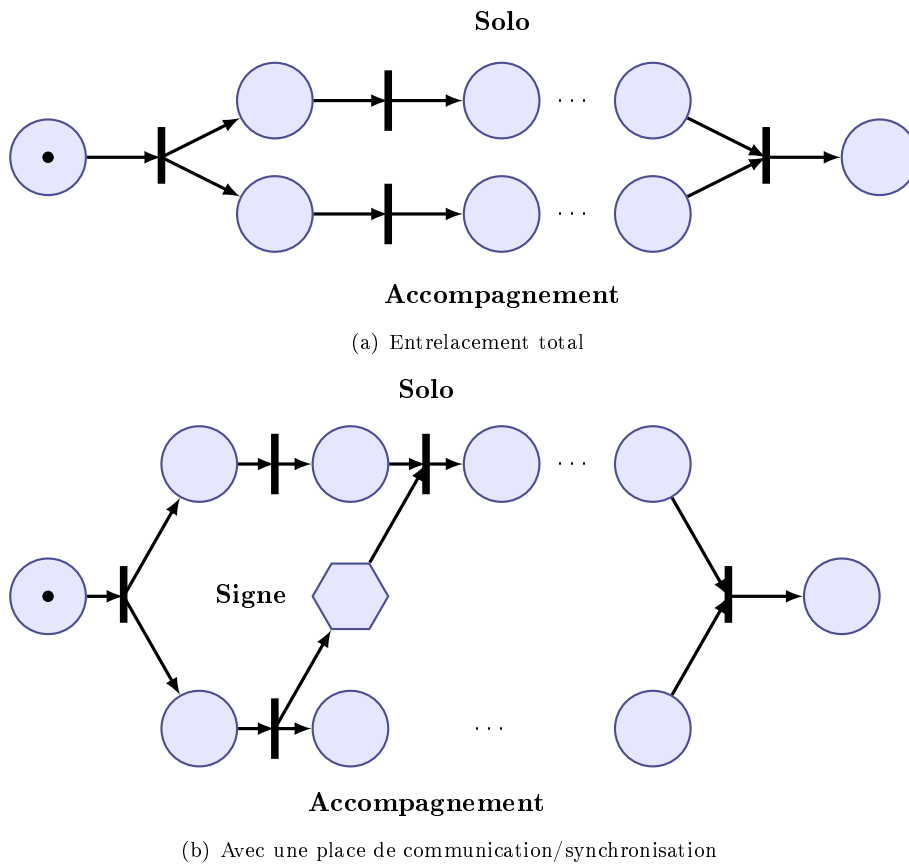 Solo
. . .
. . .
Accompagnement
(a) Entrelacement total
Solo
. . .
Signe
. . .
Accompagnement
(b) Avec une place de communication/synchronisation